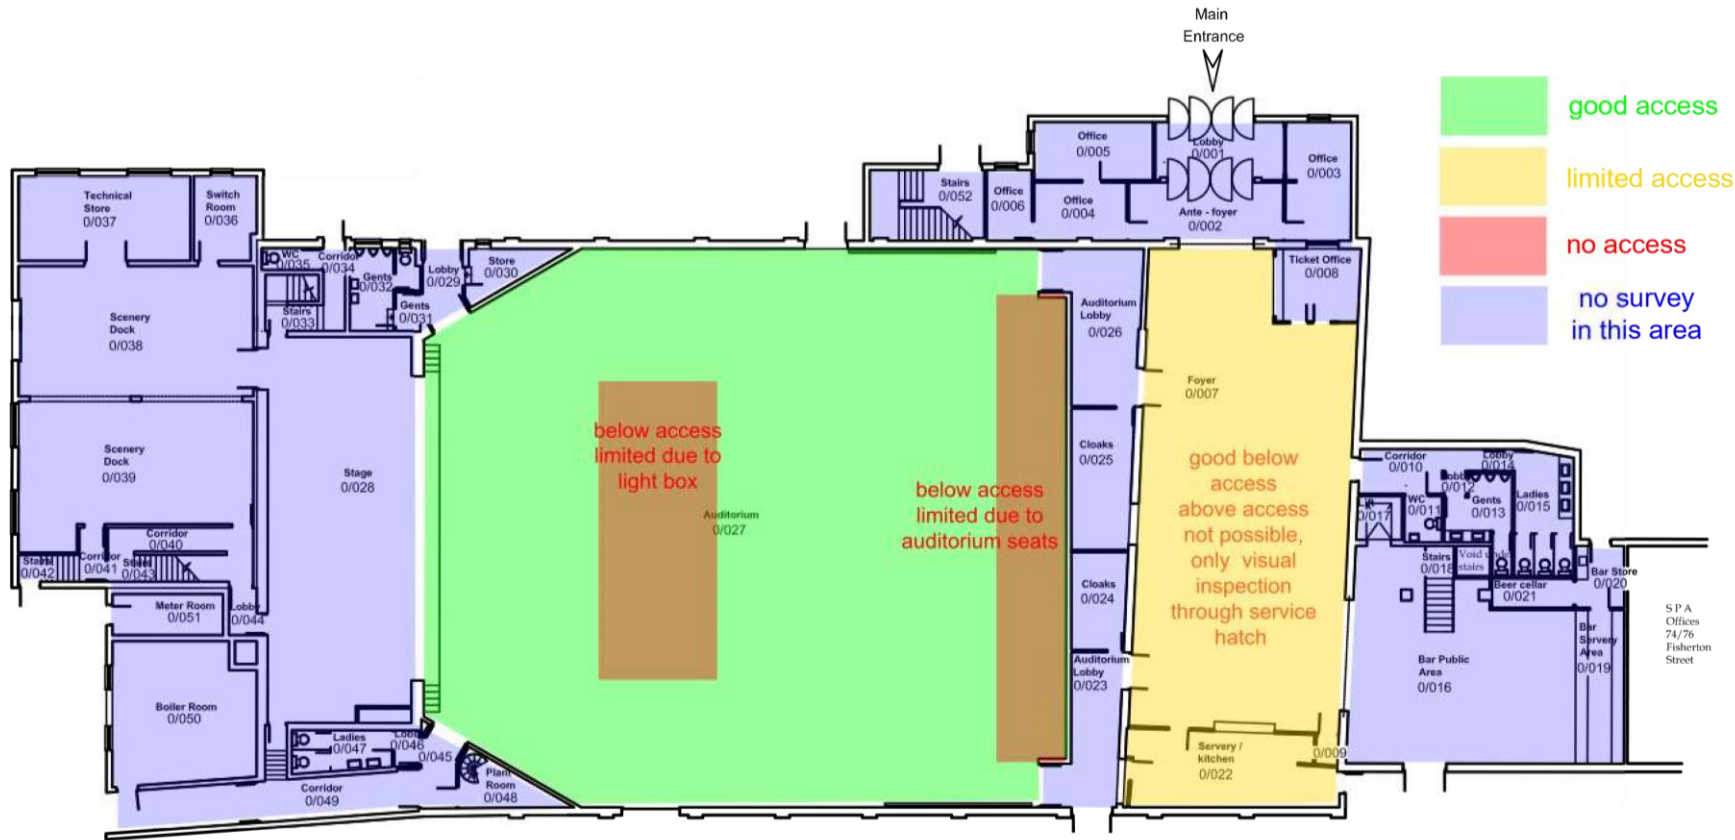 Main
Entrance
good access
limited access
no access
no survey
in this area
Office
0/005
Lobby
0/001
Office
0/003
Stairs
0/052
Office
0/006
Office
0/004
Ante - foyer
0/002
Technical
Store
0/037
Switch
Room
0/036
WC
0/035
Corridor
0/034
Gents
0/032
Lobby
0/029
Store
0/030
Gents
0/031
Stairs
0/033
Ticket Office
0/008
Scenery
Dock
0/038
Auditorium
Lobby
0/026
Foyer
0/007
Scenery
Dock
0/039
Stage
0/028
below access
limited due to
light box
Auditorium
0/027
below access
limited due to
auditorium seats
Cloaks
0/025
good below
access
above access
not possible,
only visual
inspection
through service
hatch
Corridor
0/010
Lobby
0/014
Lobby
0/012
WC
0/011
Gents
0/013
Ladies
0/015
0/017
Corridor
0/040
Stairs
0/042
Corridor
0/041
Stairs
0/043
Stairs
0/018
Void under
stairs
Beer cellar
0/021
Bar Store
0/020
Cloaks
0/024
Meter Room
0/051
Lobby
0/044
S P A
Offices
74/76
Fisherton
Street
Bar
Servery
Area
0/019
Bar Public
Area
0/016
Auditorium
Lobby
0/023
Boiler Room
0/050
Ladies
0/047
Lobby
0/046
0/045
Servery /
kitchen
0/022
0/009
Plant
Room
0/048
Corridor
0/049